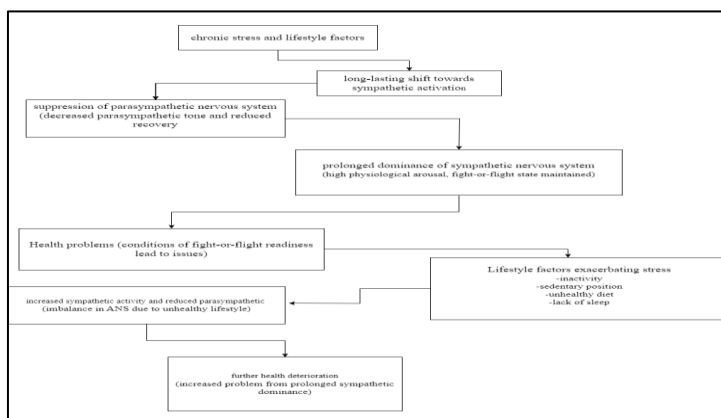 chronic stress and lifestyle factors
long-lasting shift towards
sympathetic activation
suppression of parasympathetic nervous system
(decreased parasympathetic tone and reduced
recovery
prolonged dominance of sympathetic nervous system
(high physiological arousal, fight-or-flight state maintained)
Health problems (conditions of fight-or-flight readiness
lead to issues)
Lifestyle factors exacerbating stress
-inactivity
-sedentary position
-unhealthy diet
-lack of sleep
increased sympathetic activity and reduced parasympathetic
(imbalance in ANS due to unhealthy lifestyle)
further health deterioration
(increased problem from prolonged sympathetic
dominance)